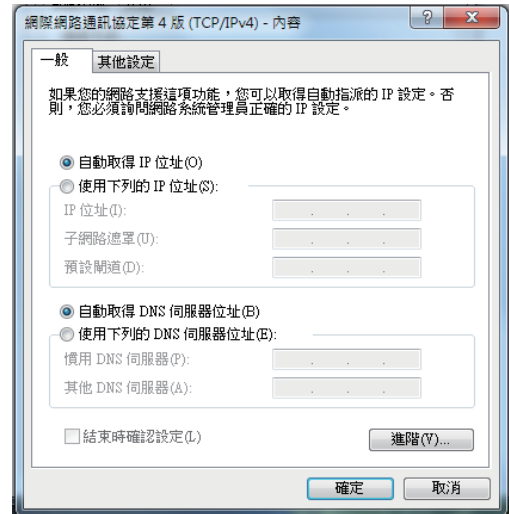 網際網路通訊協定第 4 版 (TCP/IPv4) - 內容
一般 其他設定
如果您的網路支援這項功能，您可以取得自動指派的 IP 設定。否
則，您必須詢問網路系統管理員正確的 IP 設定。
自動取得 IP 位址(O)
使用下列的 IP 位址(S):
IP 位址(I):
子網路遮罩(U):
預設閘道(D):
自動取得 DNS 伺服器位址(B)
使用下列的 DNS 伺服器位址(E):
慣用 DNS 伺服器(P):
其他 DNS 伺服器(A):
結束時確認設定(L)
進階(V)...
確定 取消